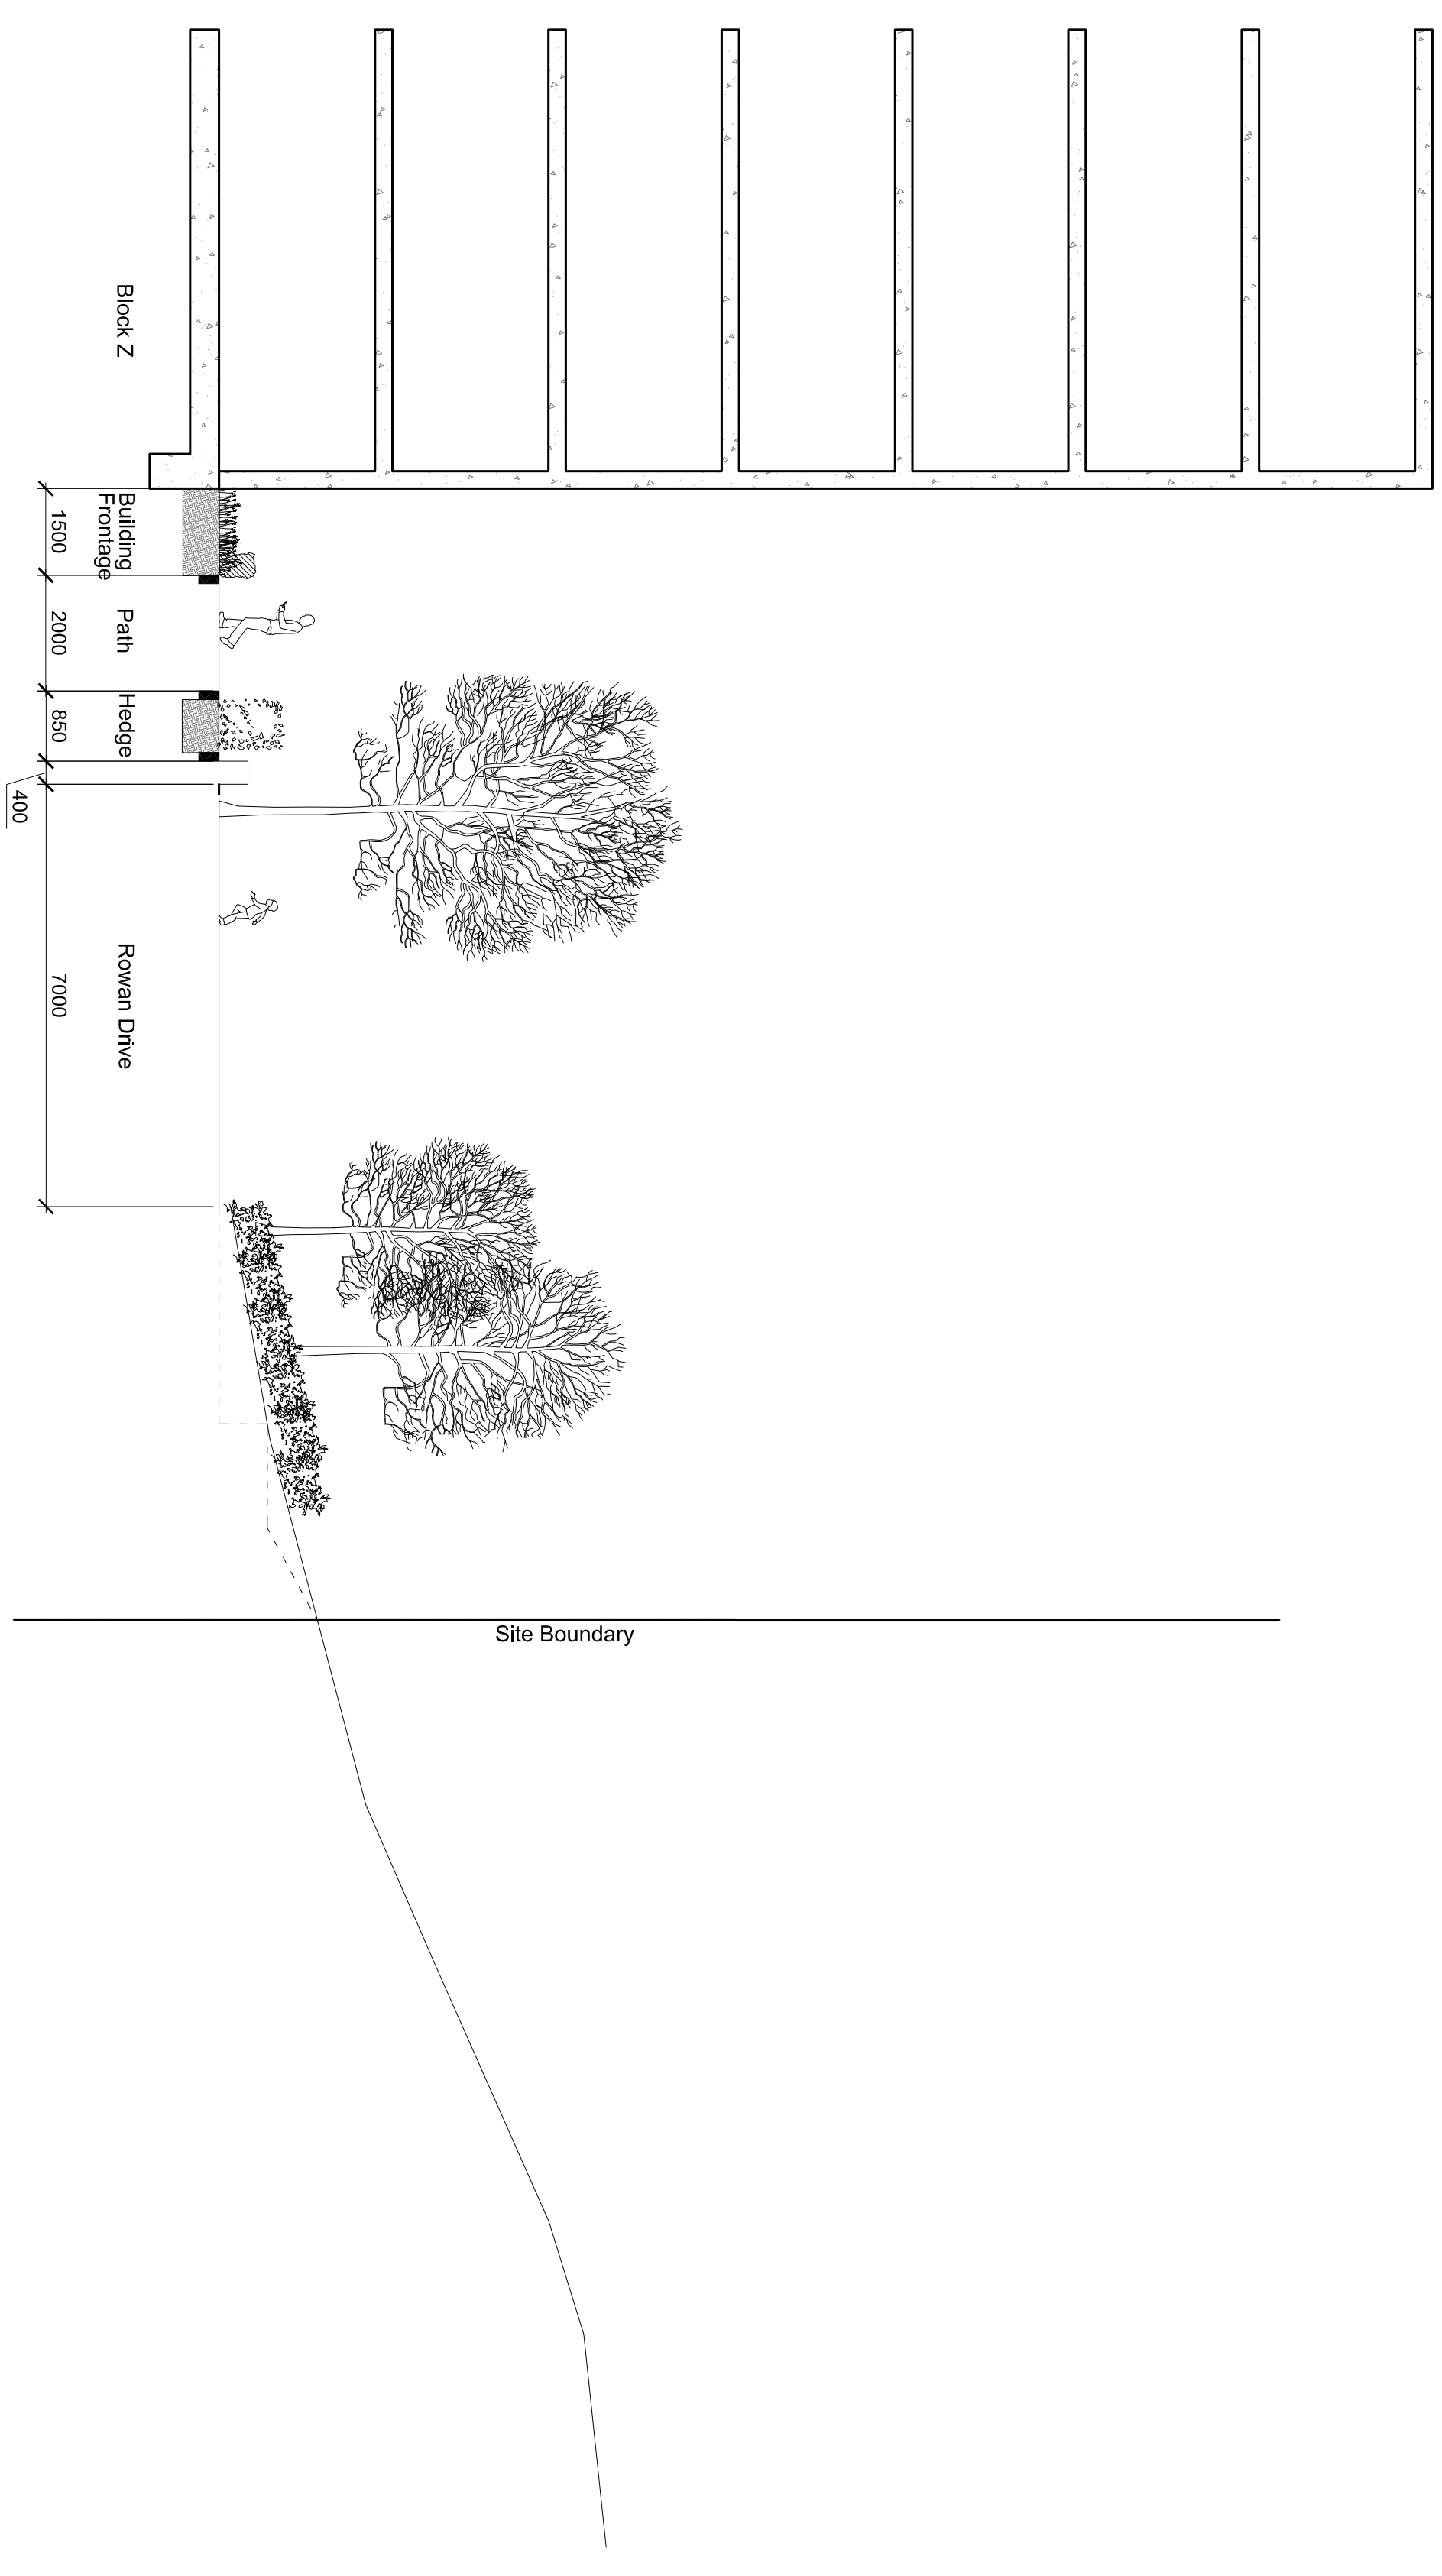 Block Z
Building
Frontage
Path
Hedge
Rowan Drive
1500
2000
850
400
7000
Site Boundary